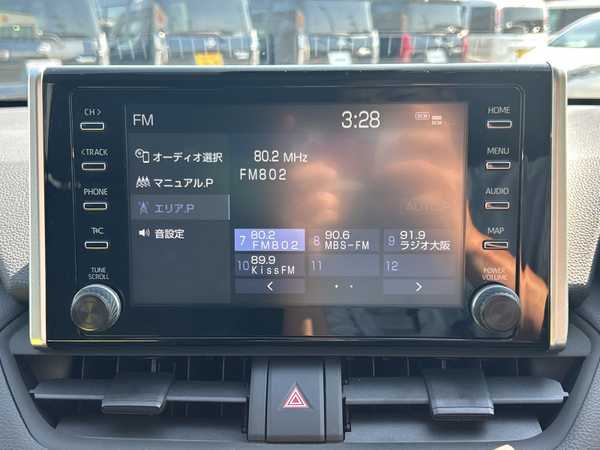 CH >
< TRACK
PHONE
TUNE
SCROLL
HOME
MENU
AUDIO
MAP
POWER
VOLUME
FM
3:28
DCM
オーディオ選択
マニュアル.P
エリア.P
音設定
80.2 MHz
FM802
AUTO.P
7 80.2 FM802
8 90.6 MBS-FM
9 91.9 ラジオ大阪
10 89.9 KissFM
11
12